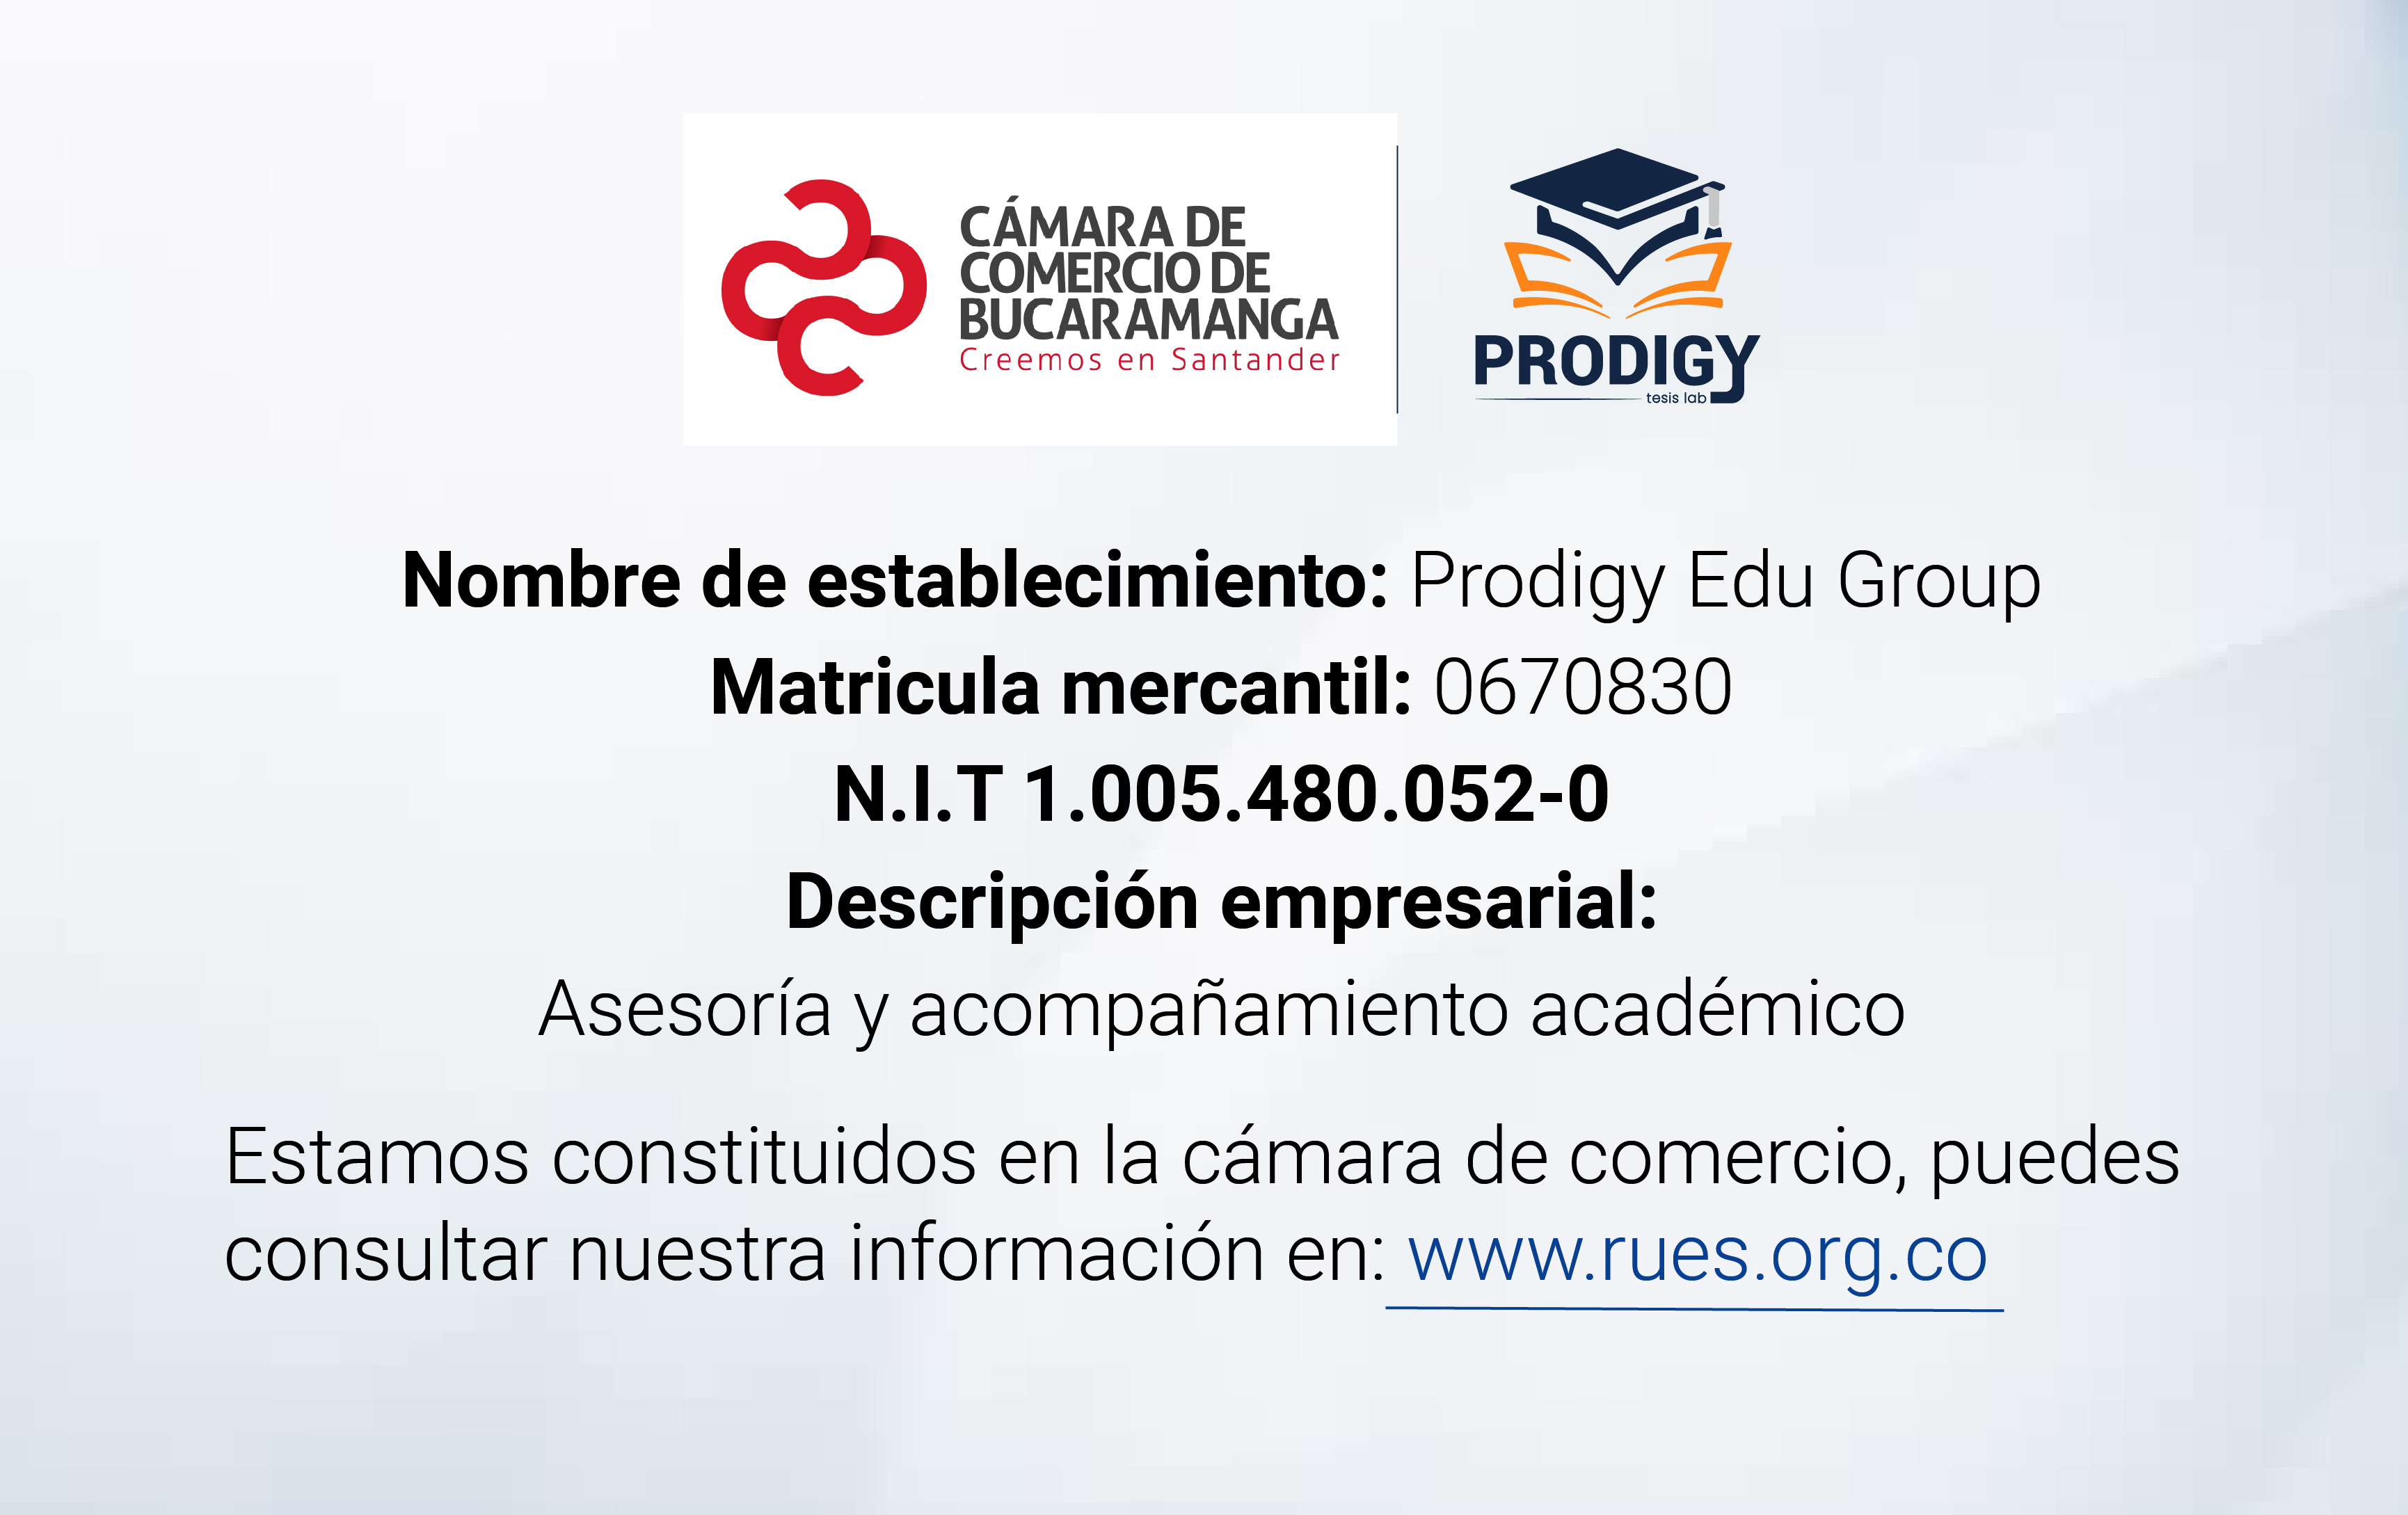 CÁMARA DE
COMERCIO DE
BUCARAMANGA
Creemos en Santander
PRODIGY
tesis lab
Nombre de establecimiento: Prodigy Edu Group
Matricula mercantil: 0670830
N.I.T 1.005.480.052-0
Descripción empresarial:
Asesoría y acompañamiento académico
Estamos constituidos en la cámara de comercio, puedes
consultar nuestra información en: www.rues.org.co